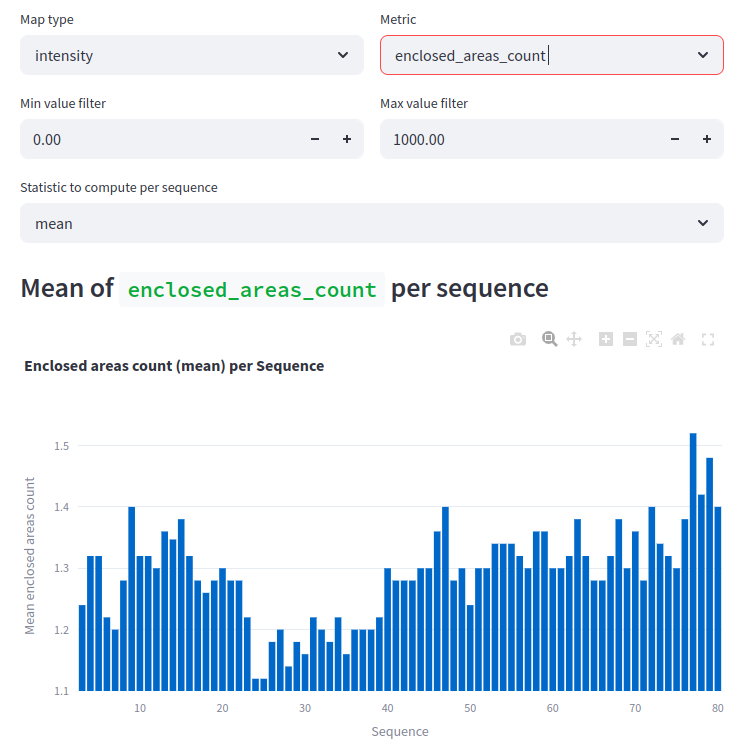 Map type
Metric
intensity
enclosed_areas_count
Min value filter
Max value filter
0.00
1000.00
Statistic to compute per sequence
mean
Mean of enclosed_areas_count per sequence
Enclosed areas count (mean) per Sequence
Mean enclosed areas count
1.5
1.4
1.3
1.2
1.1
10 20 30 40 50 60 70 80
Sequence